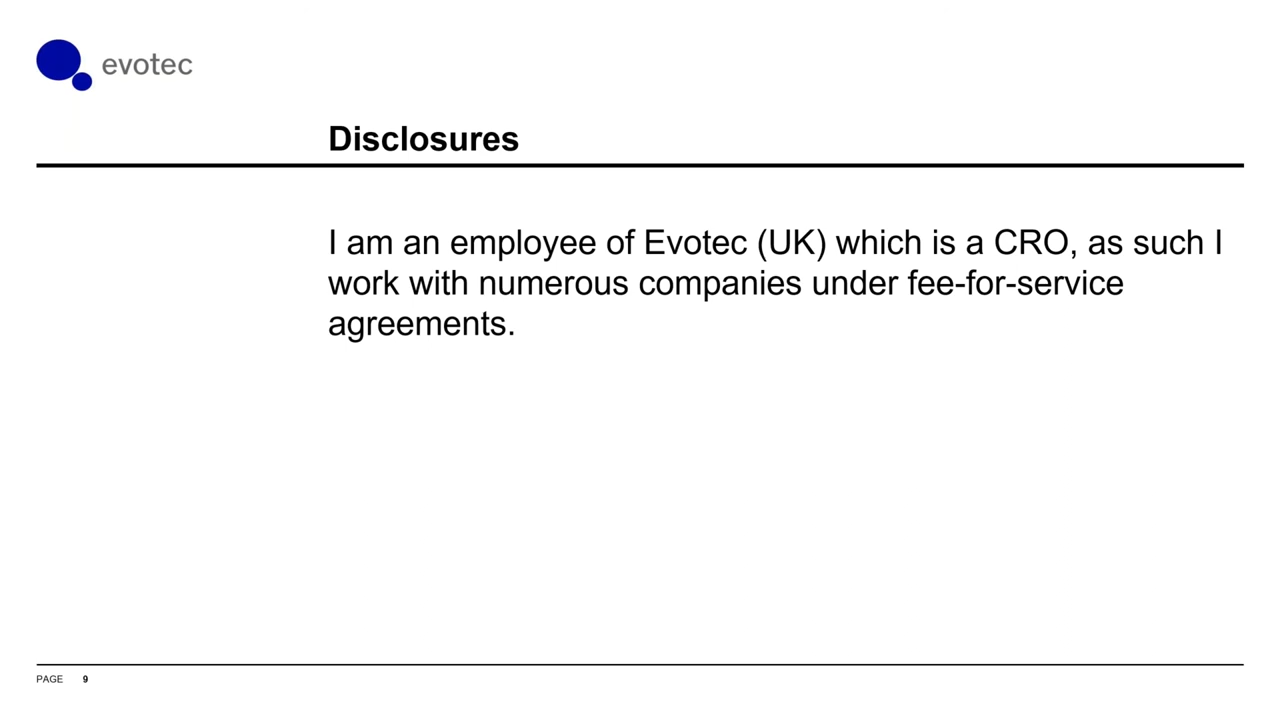 evotec
Disclosures
I am an employee of Evotec (UK) which is a CRO, as such I
work with numerous companies under fee-for-service
agreements.
PAGE 9